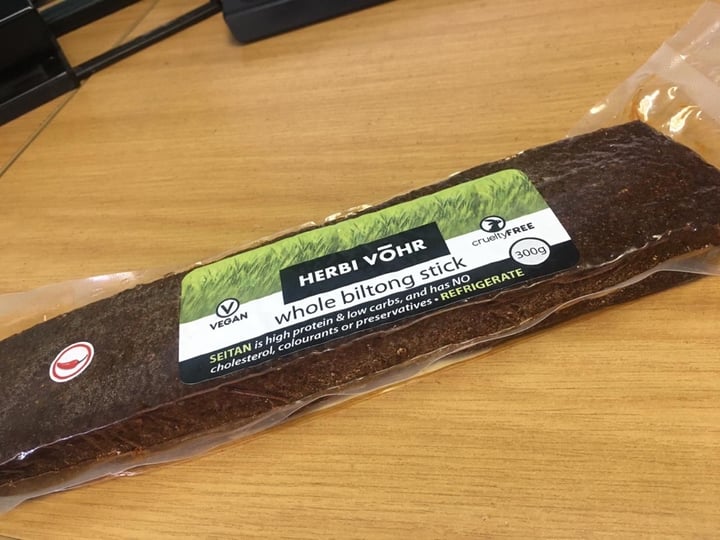 HERBI VŌHR
whole biltong stick
VEGAN
crueltyFREE
300g
SEITAN is high protein & low carbs, and has NO
cholesterol, colourants or preservatives • REFRIGERATE